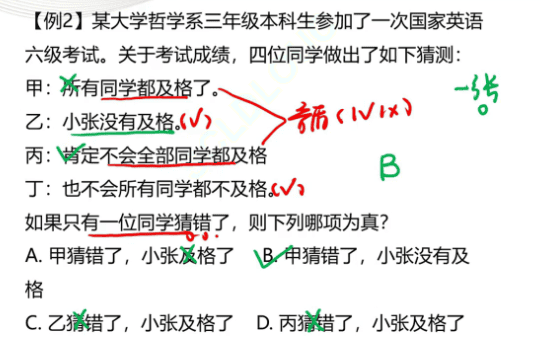 【例2】某大学哲学系三年级本科生参加了一次国家英语
六级考试。关于考试成绩，四位同学做出了如下猜测：
甲：所有同学都及格了。
一张
乙：小张没有及格。(√)
矛盾(1√1×)
丙：肯定不会全部同学都及格
B
丁：也不会所有同学都不及格。(√)
如果只有一位同学猜错了，则下列哪项为真？
A. 甲猜错了，小张及格了 B. 甲猜错了，小张没有及
格
C. 乙猜错了，小张及格了 D. 丙猜错了，小张及格了